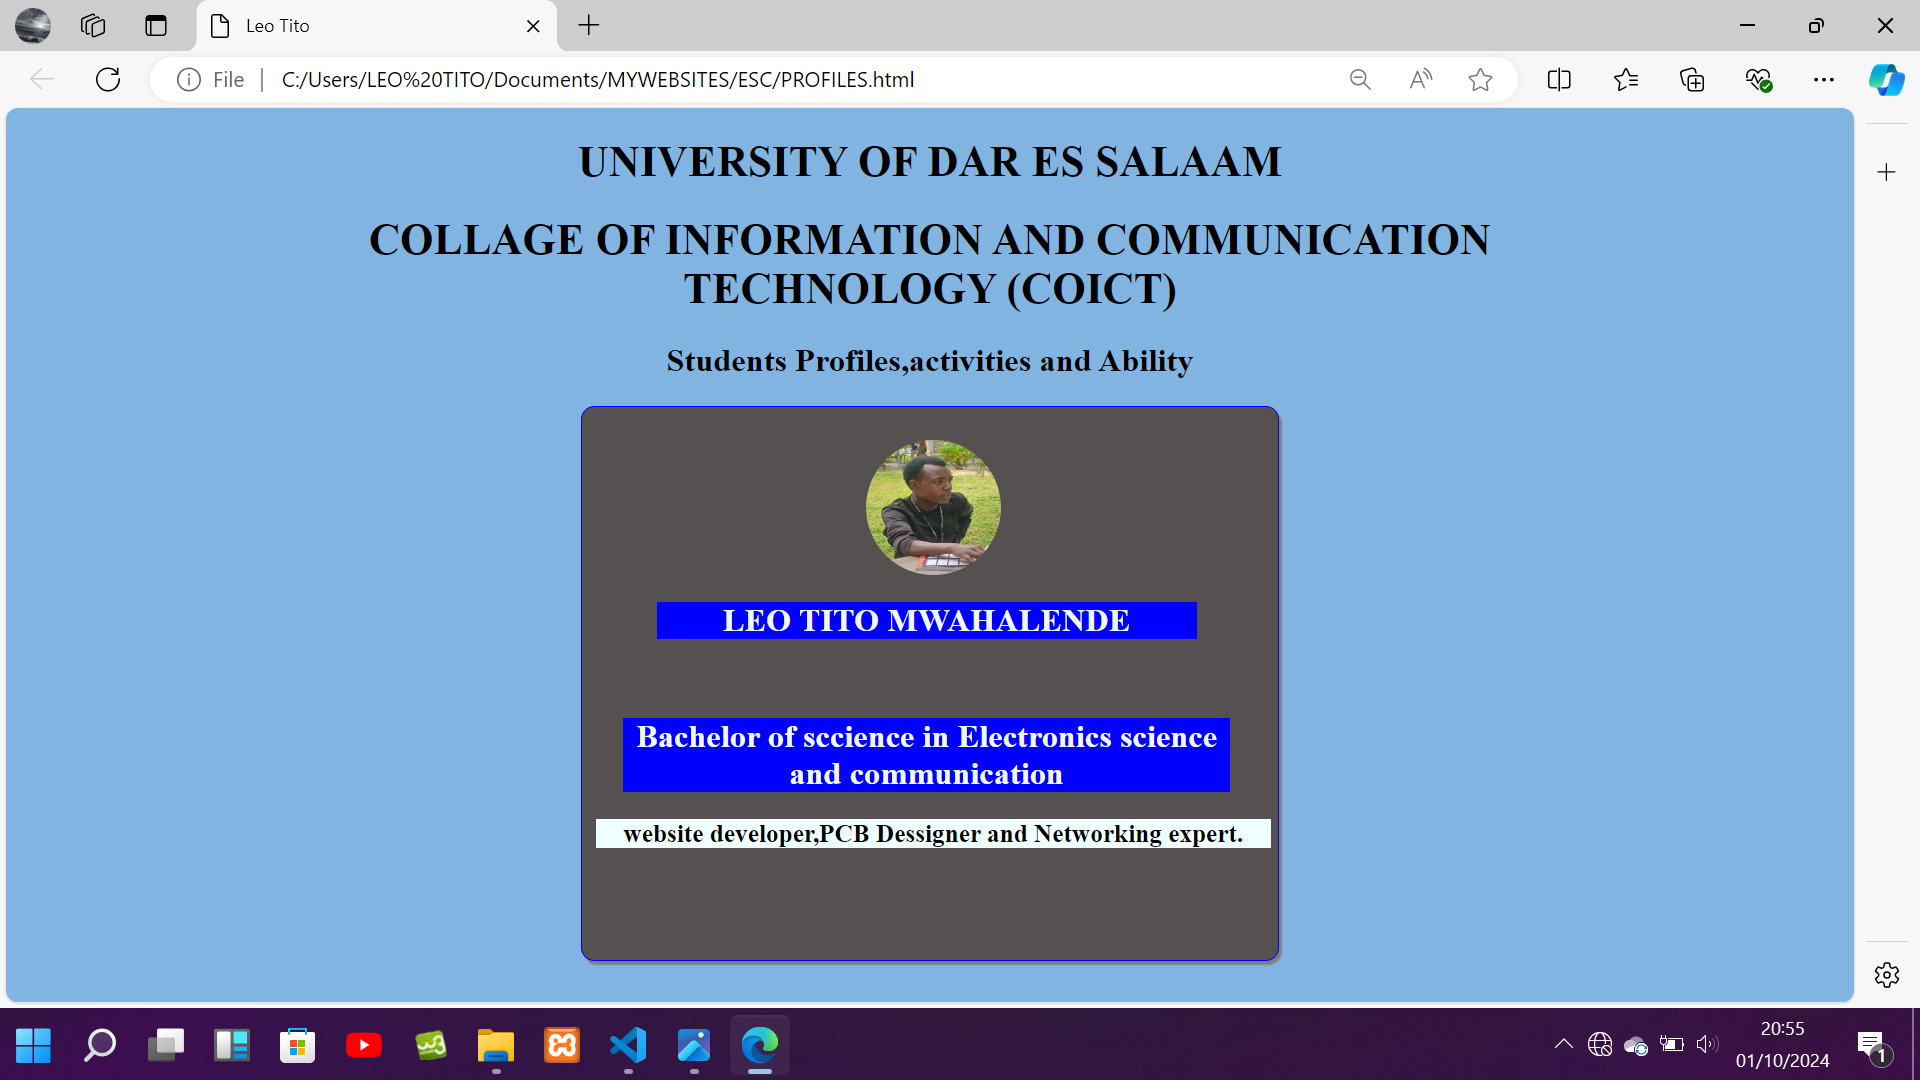 Leo Tito
File
C:/Users/LEO%20TITO/Documents/MYWEBSITES/ESC/PROFILES.html
UNIVERSITY OF DAR ES SALAAM
COLLAGE OF INFORMATION AND COMMUNICATION
TECHNOLOGY (COICT)
Students Profiles,activities and Ability
LEO TITO MWAHALENDE
Bachelor of sccience in Electronics science
and communication
website developer,PCB Dessigner and Networking expert.
20:55
01/10/2024
1